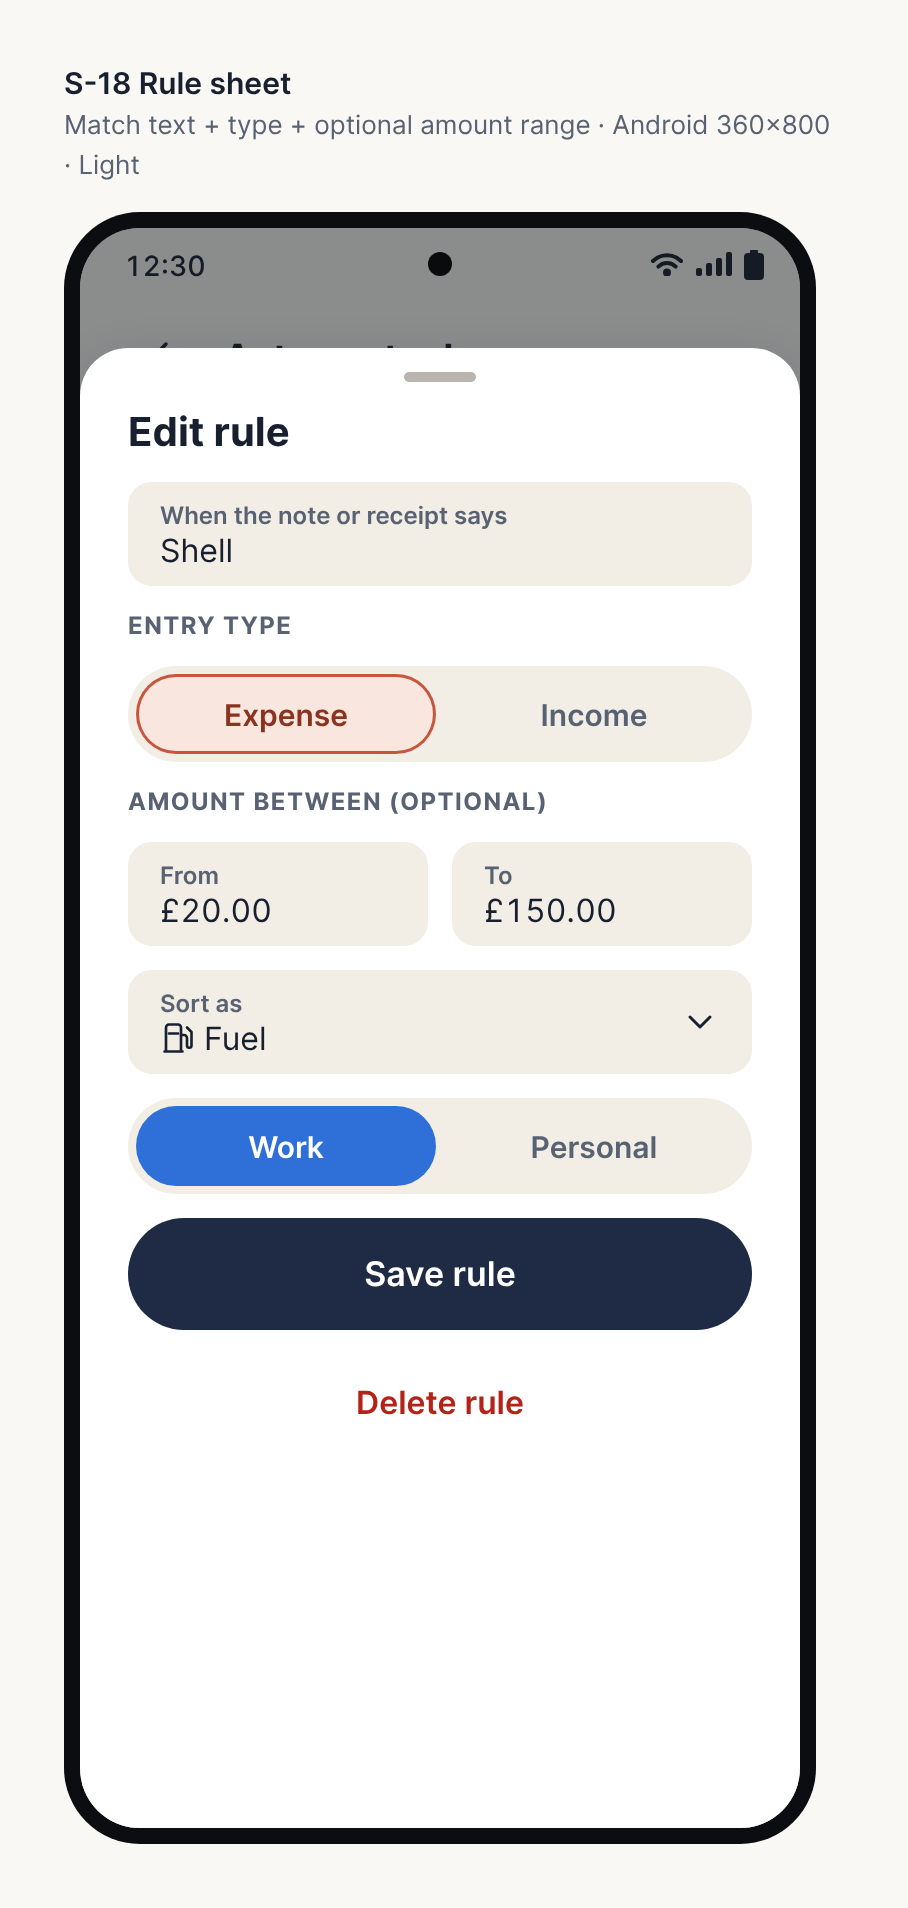 S-18 Rule sheet
Match text + type + optional amount range · Android 360×800
· Light
12:30
Edit rule
When the note or receipt says
Shell
ENTRY TYPE
Expense
Income
AMOUNT BETWEEN (OPTIONAL)
From
£20.00
To
£150.00
Sort as
Fuel
Work
Personal
Save rule
Delete rule